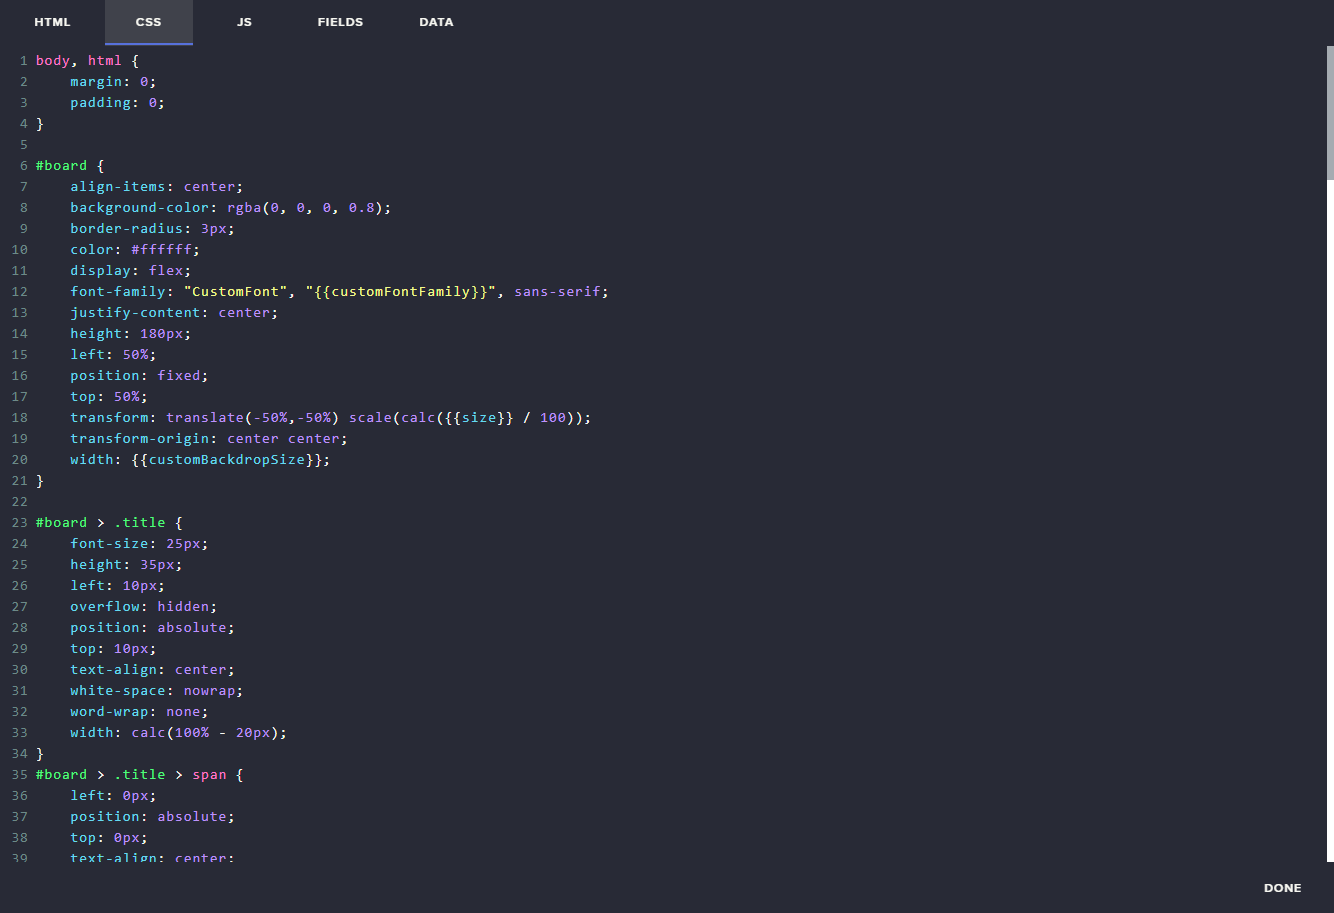 HTML CSS JS FIELDS DATA
1 body, html {
2     margin: 0;
3     padding: 0;
4 }
5
6 #board {
7     align-items: center;
8     background-color: rgba(0, 0, 0, 0.8);
9     border-radius: 3px;
10     color: #ffffff;
11     display: flex;
12     font-family: "CustomFont", "{{customFontFamily}}", sans-serif;
13     justify-content: center;
14     height: 180px;
15     left: 50%;
16     position: fixed;
17     top: 50%;
18     transform: translate(-50%,-50%) scale(calc({{size}} / 100));
19     transform-origin: center center;
20     width: {{customBackdropSize}};
21 }
22
23 #board > .title {
24     font-size: 25px;
25     height: 35px;
26     left: 10px;
27     overflow: hidden;
28     position: absolute;
29     top: 10px;
30     text-align: center;
31     white-space: nowrap;
32     word-wrap: none;
33     width: calc(100% - 20px);
34 }
35 #board > .title > span {
36     left: 0px;
37     position: absolute;
38     top: 0px;
39     text-align: center;
DONE